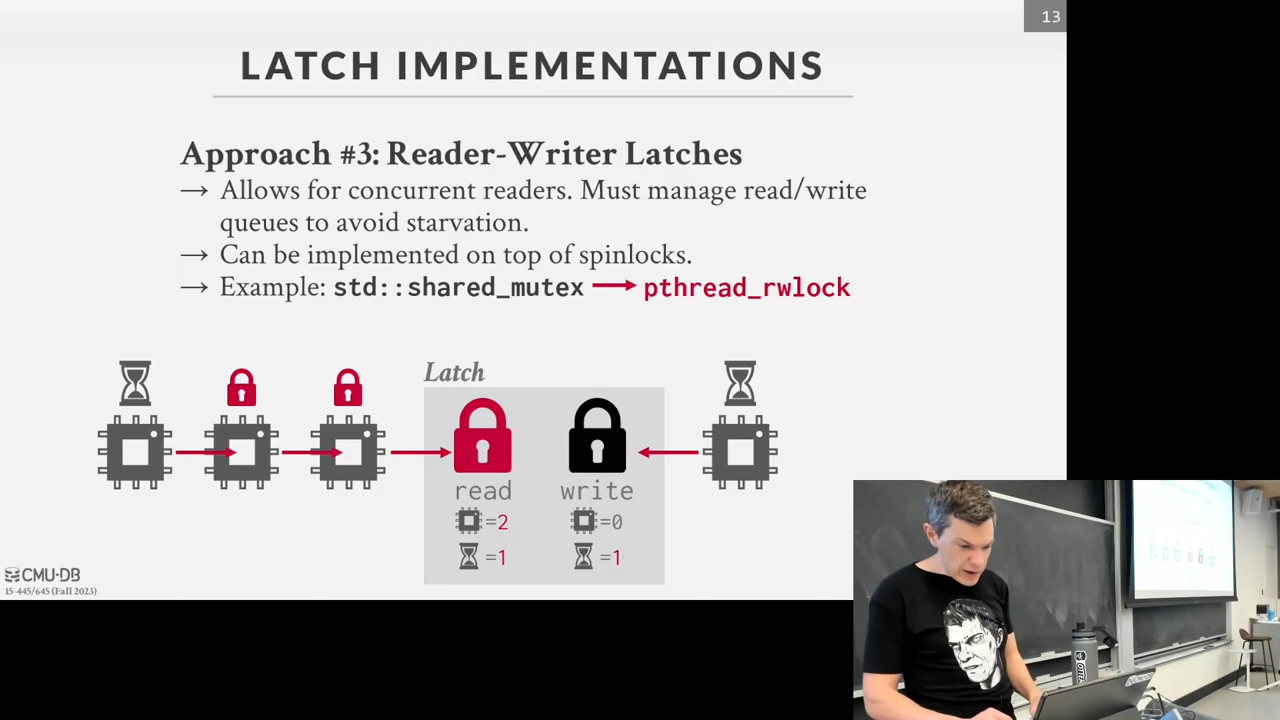 13
LATCH IMPLEMENTATIONS
Approach #3: Reader-Writer Latches
→ Allows for concurrent readers. Must manage read/write
queues to avoid starvation.
→ Can be implemented on top of spinlocks.
→ Example: std::shared_mutex → pthread_rwlock
Latch
read
write
=2
=0
=1
=1
CMU·DB
15-445/645 (Fall 2023)